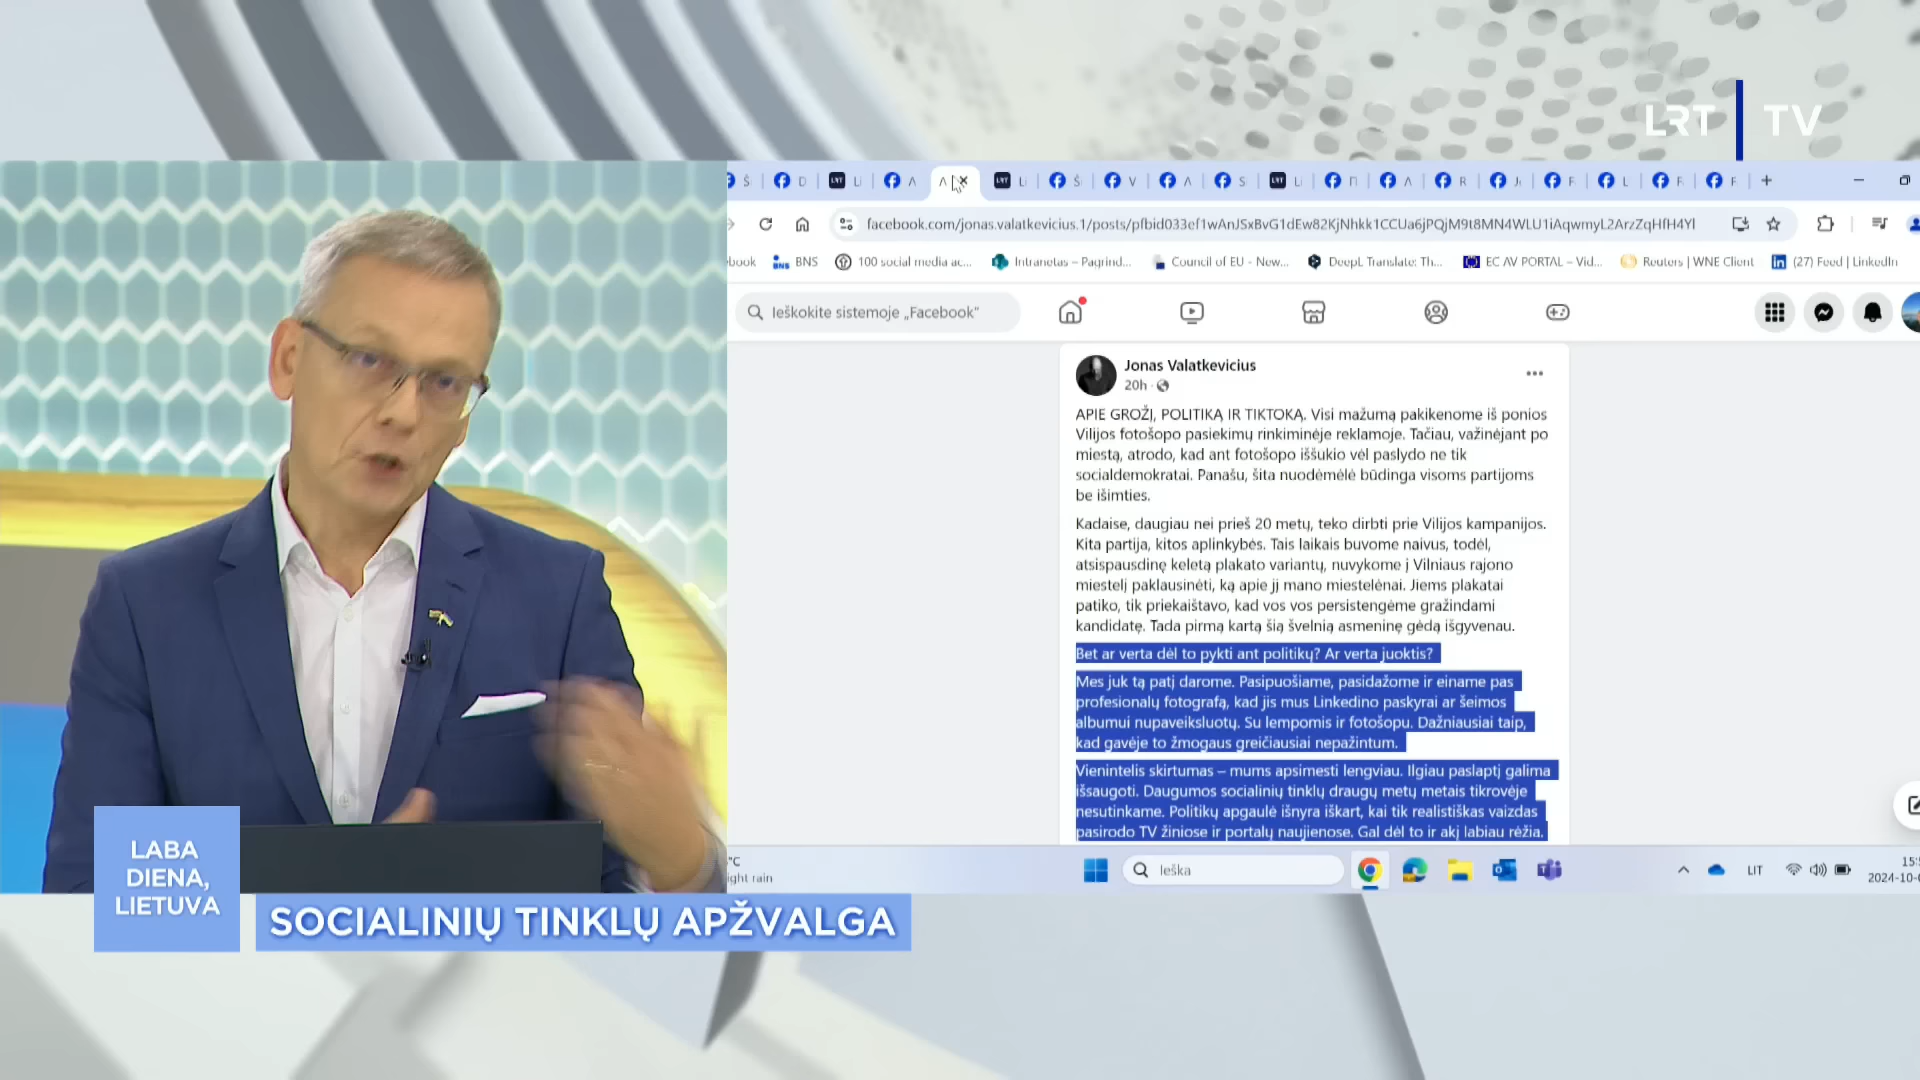 LRT TV
facebook.com/jonas.valatkevicius.1/posts/pfbid033ef1wAnJSxBvG1dEw82KjNhkk1CCUa6jPQjM9t8MN4WLU1iAqwmyL2ArzZqHfH4Yl
book
BNS
100 social media ac...
Intranetas – Pagrind...
Council of EU - New...
DeepL Translate: Th...
EC AV PORTAL – Vid...
Reuters | WNE Client
(27) Feed | LinkedIn
Ieškokite sistemoje „Facebook“
Jonas Valatkevicius
20h
APIE GROŽĮ, POLITIKĄ IR TIKTOKĄ. Visi mažumą pakikenome iš ponios
Vilijos fotošopo pasiekimų rinkiminėje reklamoje. Tačiau, važinėjant po
miestą, atrodo, kad ant fotošopo iššukio vėl paslydo ne tik
socialdemokratai. Panašu, šita nuodėmėlė būdinga visoms partijoms
be išimties.
Kadaise, daugiau nei prieš 20 metų, teko dirbti prie Vilijos kampanijos.
Kita partija, kitos aplinkybės. Tais laikais buvome naivus, todėl,
atsispausdinę keletą plakato variantų, nuvykome į Vilniaus rajono
miestelį paklausinėti, ką apie jį mano miestelėnai. Jiems plakatai
patiko, tik priekaištavo, kad vos vos persistengėme gražindami
kandidatę. Tada pirmą kartą šią švelnią asmeninę gėdą išgyvenau.
Bet ar verta dėl to pykti ant politikų? Ar verta juoktis?
Mes juk tą patį darome. Pasipuošiame, pasidažome ir einame pas
profesionalų fotografą, kad jis mus Linkedino paskyrai ar šeimos
albumui nupaveiksluotų. Su lempomis ir fotošopu. Dažniausiai taip,
kad gavėje to žmogaus greičiausiai nepažintum.
Vienintelis skirtumas – mums apsimesti lengviau. Ilgiau paslaptį galima
išsaugoti. Daugumos socialinių tinklų draugų metų metais tikrovėje
nesutinkame. Politikų apgaulė išnyra iškart, kai tik realistiškas vaizdas
pasirodo TV žiniose ir portalų naujienose. Gal dėl to ir akį labiau rėžia.
°C
ight rain
Ieška
LIT
15:5
2024-10-0
LABA
DIENA,
LIETUVA
SOCIALINIŲ TINKLŲ APŽVALGA